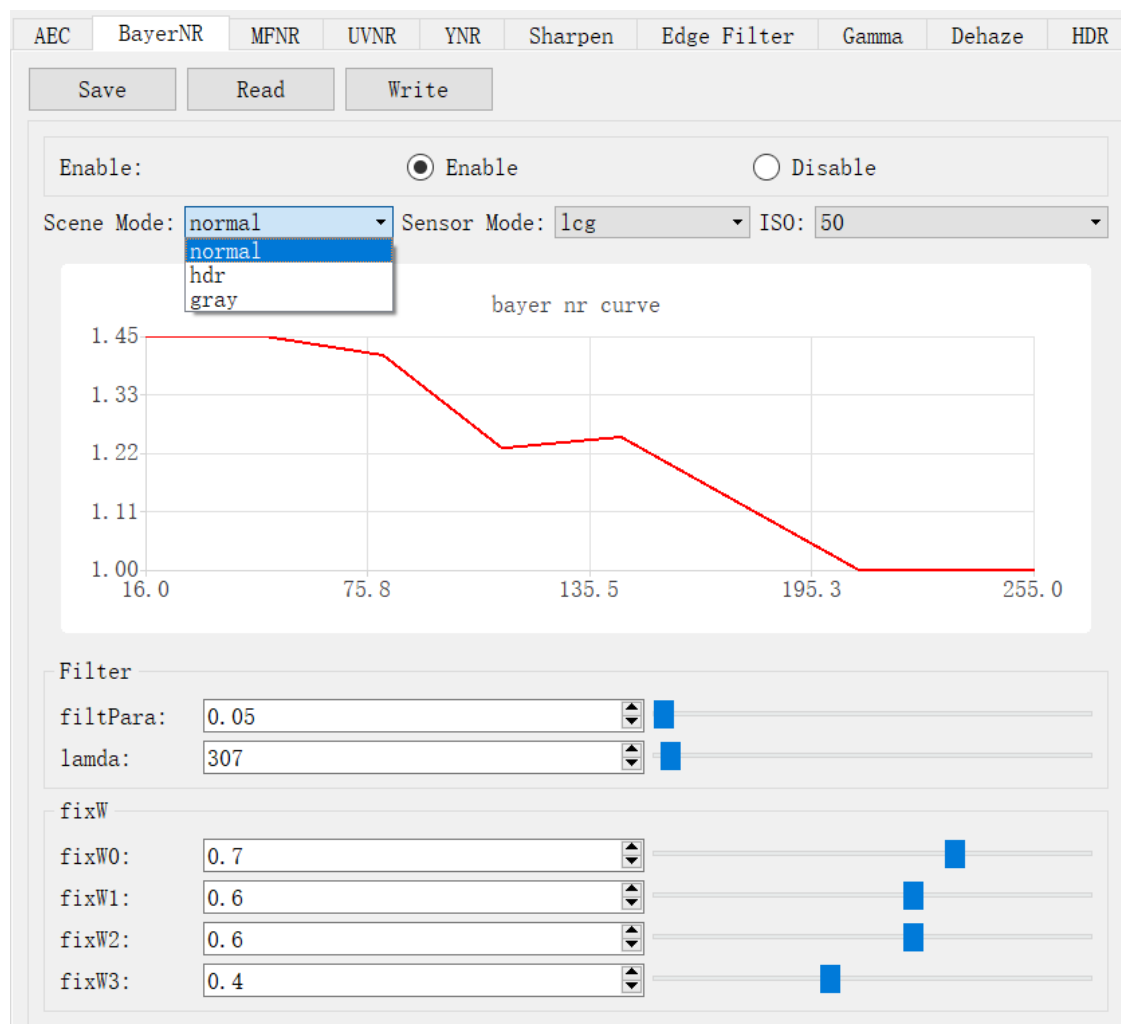 AEC BayerNR MFNR UVNR YNR Sharpen Edge Filter Gamma Dehaze HDR
Save Read Write
Enable: Enable Disable
Scene Mode: normal Sensor Mode: lcg ISO: 50
normal
hdr
gray
bayer nr curve
1.45
1.33
1.22
1.11
1.00
16.0 75.8 135.5 195.3 255.0
Filter
filtPara: 0.05
lamda: 307
fixW
fixW0: 0.7
fixW1: 0.6
fixW2: 0.6
fixW3: 0.4